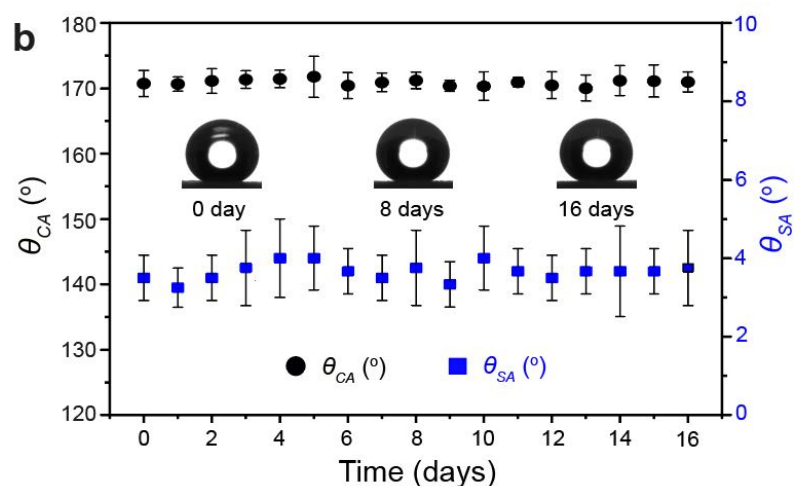 b
180
170
160
150
140
130
120
θCA (º)
10
8
6
4
2
0
θSA (º)
0 day
8 days
16 days
θCA (º)
θSA (º)
0 2 4 6 8 10 12 14 16
Time (days)